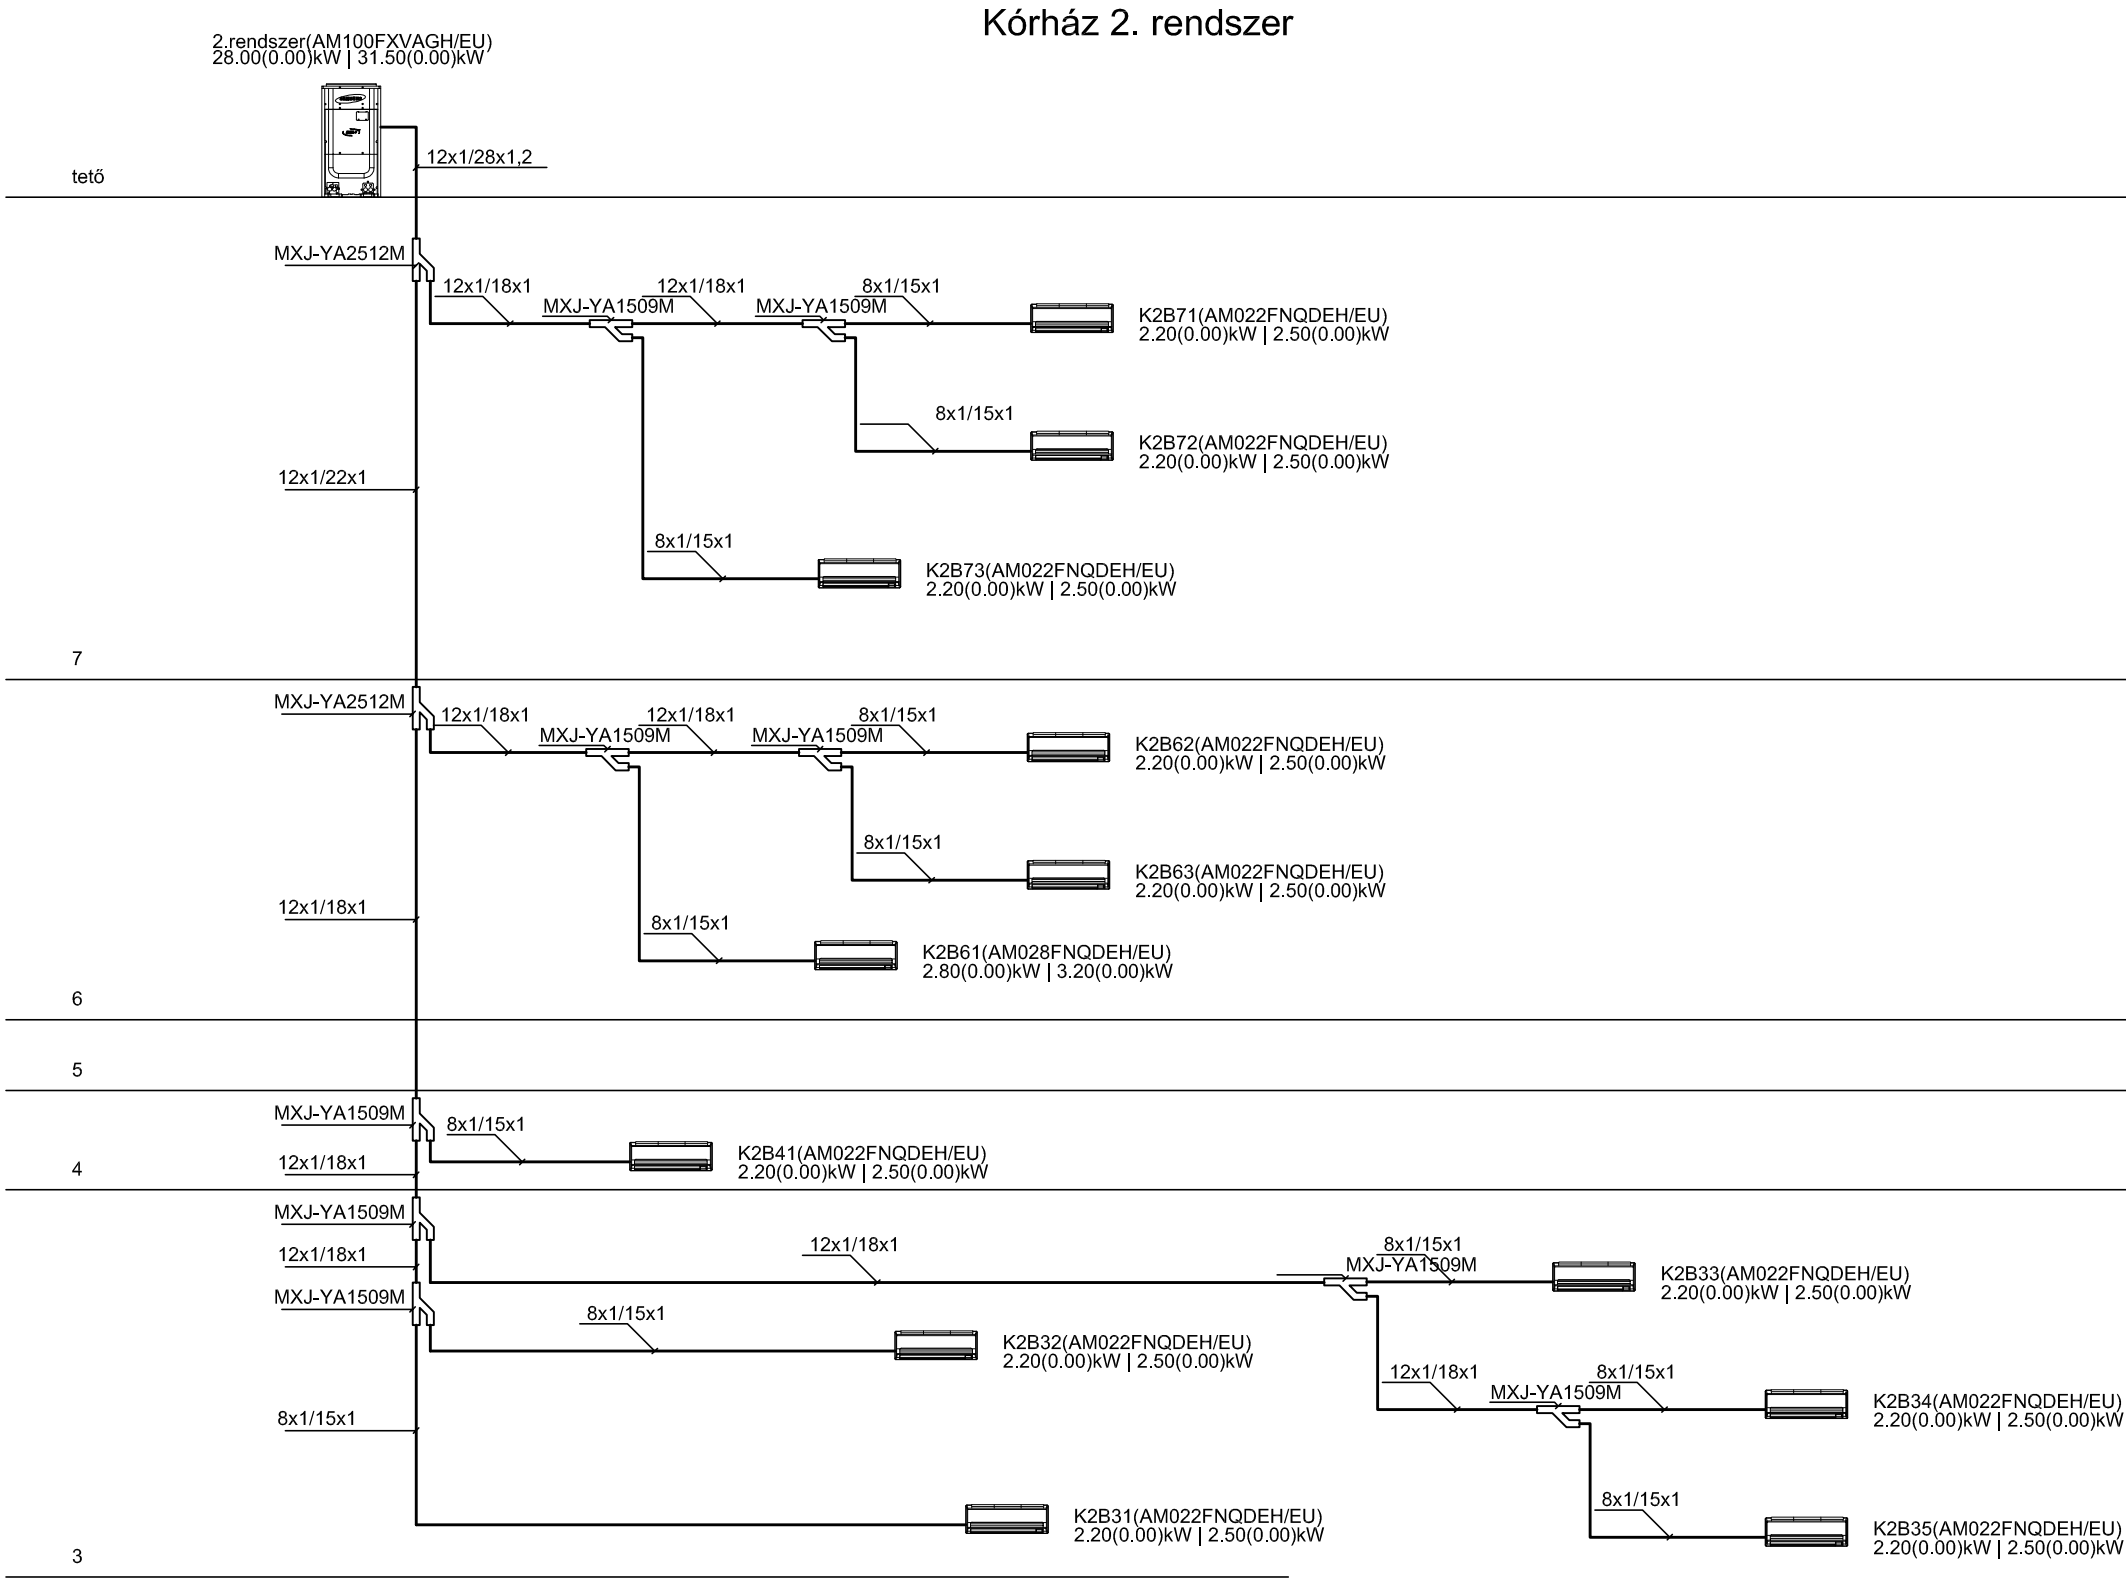 Kórház 2. rendszer
2.rendszer(AM100FXVAGH/EU)
28.00(0.00)kW | 31.50(0.00)kW
12x1/28x1,2
tető
MXJ-YA2512M
12x1/18x1
MXJ-YA1509M
12x1/18x1
MXJ-YA1509M
8x1/15x1
K2B71(AM022FNQDEH/EU)
2.20(0.00)kW | 2.50(0.00)kW
8x1/15x1
K2B72(AM022FNQDEH/EU)
2.20(0.00)kW | 2.50(0.00)kW
12x1/22x1
8x1/15x1
K2B73(AM022FNQDEH/EU)
2.20(0.00)kW | 2.50(0.00)kW
7
MXJ-YA2512M
12x1/18x1
MXJ-YA1509M
12x1/18x1
MXJ-YA1509M
8x1/15x1
K2B62(AM022FNQDEH/EU)
2.20(0.00)kW | 2.50(0.00)kW
8x1/15x1
K2B63(AM022FNQDEH/EU)
2.20(0.00)kW | 2.50(0.00)kW
12x1/18x1
8x1/15x1
K2B61(AM028FNQDEH/EU)
2.80(0.00)kW | 3.20(0.00)kW
6
5
MXJ-YA1509M
8x1/15x1
K2B41(AM022FNQDEH/EU)
2.20(0.00)kW | 2.50(0.00)kW
12x1/18x1
4
MXJ-YA1509M
12x1/18x1
12x1/18x1
8x1/15x1
MXJ-YA1509M
K2B33(AM022FNQDEH/EU)
2.20(0.00)kW | 2.50(0.00)kW
MXJ-YA1509M
8x1/15x1
K2B32(AM022FNQDEH/EU)
2.20(0.00)kW | 2.50(0.00)kW
12x1/18x1
MXJ-YA1509M
8x1/15x1
K2B34(AM022FNQDEH/EU)
2.20(0.00)kW | 2.50(0.00)kW
8x1/15x1
8x1/15x1
K2B31(AM022FNQDEH/EU)
2.20(0.00)kW | 2.50(0.00)kW
K2B35(AM022FNQDEH/EU)
2.20(0.00)kW | 2.50(0.00)kW
3